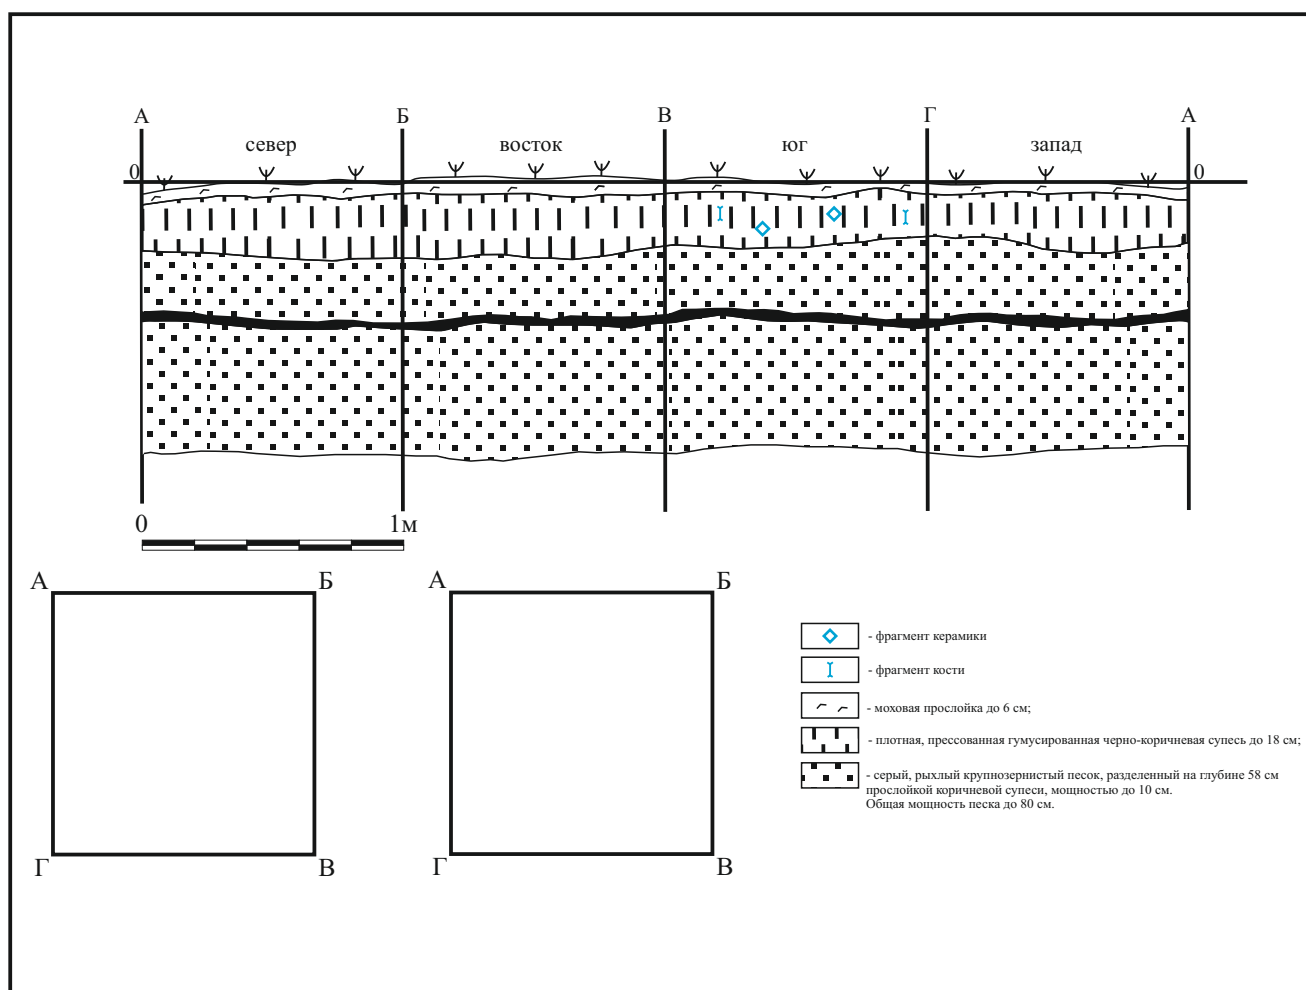 А Б В Г А
север восток юг запад
0 0
0 1м
А Б А Б
- фрагмент керамики
- фрагмент кости
- моховая прослойка до 6 см;
- плотная, прессованная гумусированная черно-коричневая супесь до 18 см;
- серый, рыхлый крупнозернистый песок, разделенный на глубине 58 см
прослойкой коричневой супеси, мощностью до 10 см.
Общая мощность песка до 80 см.
Г В Г В